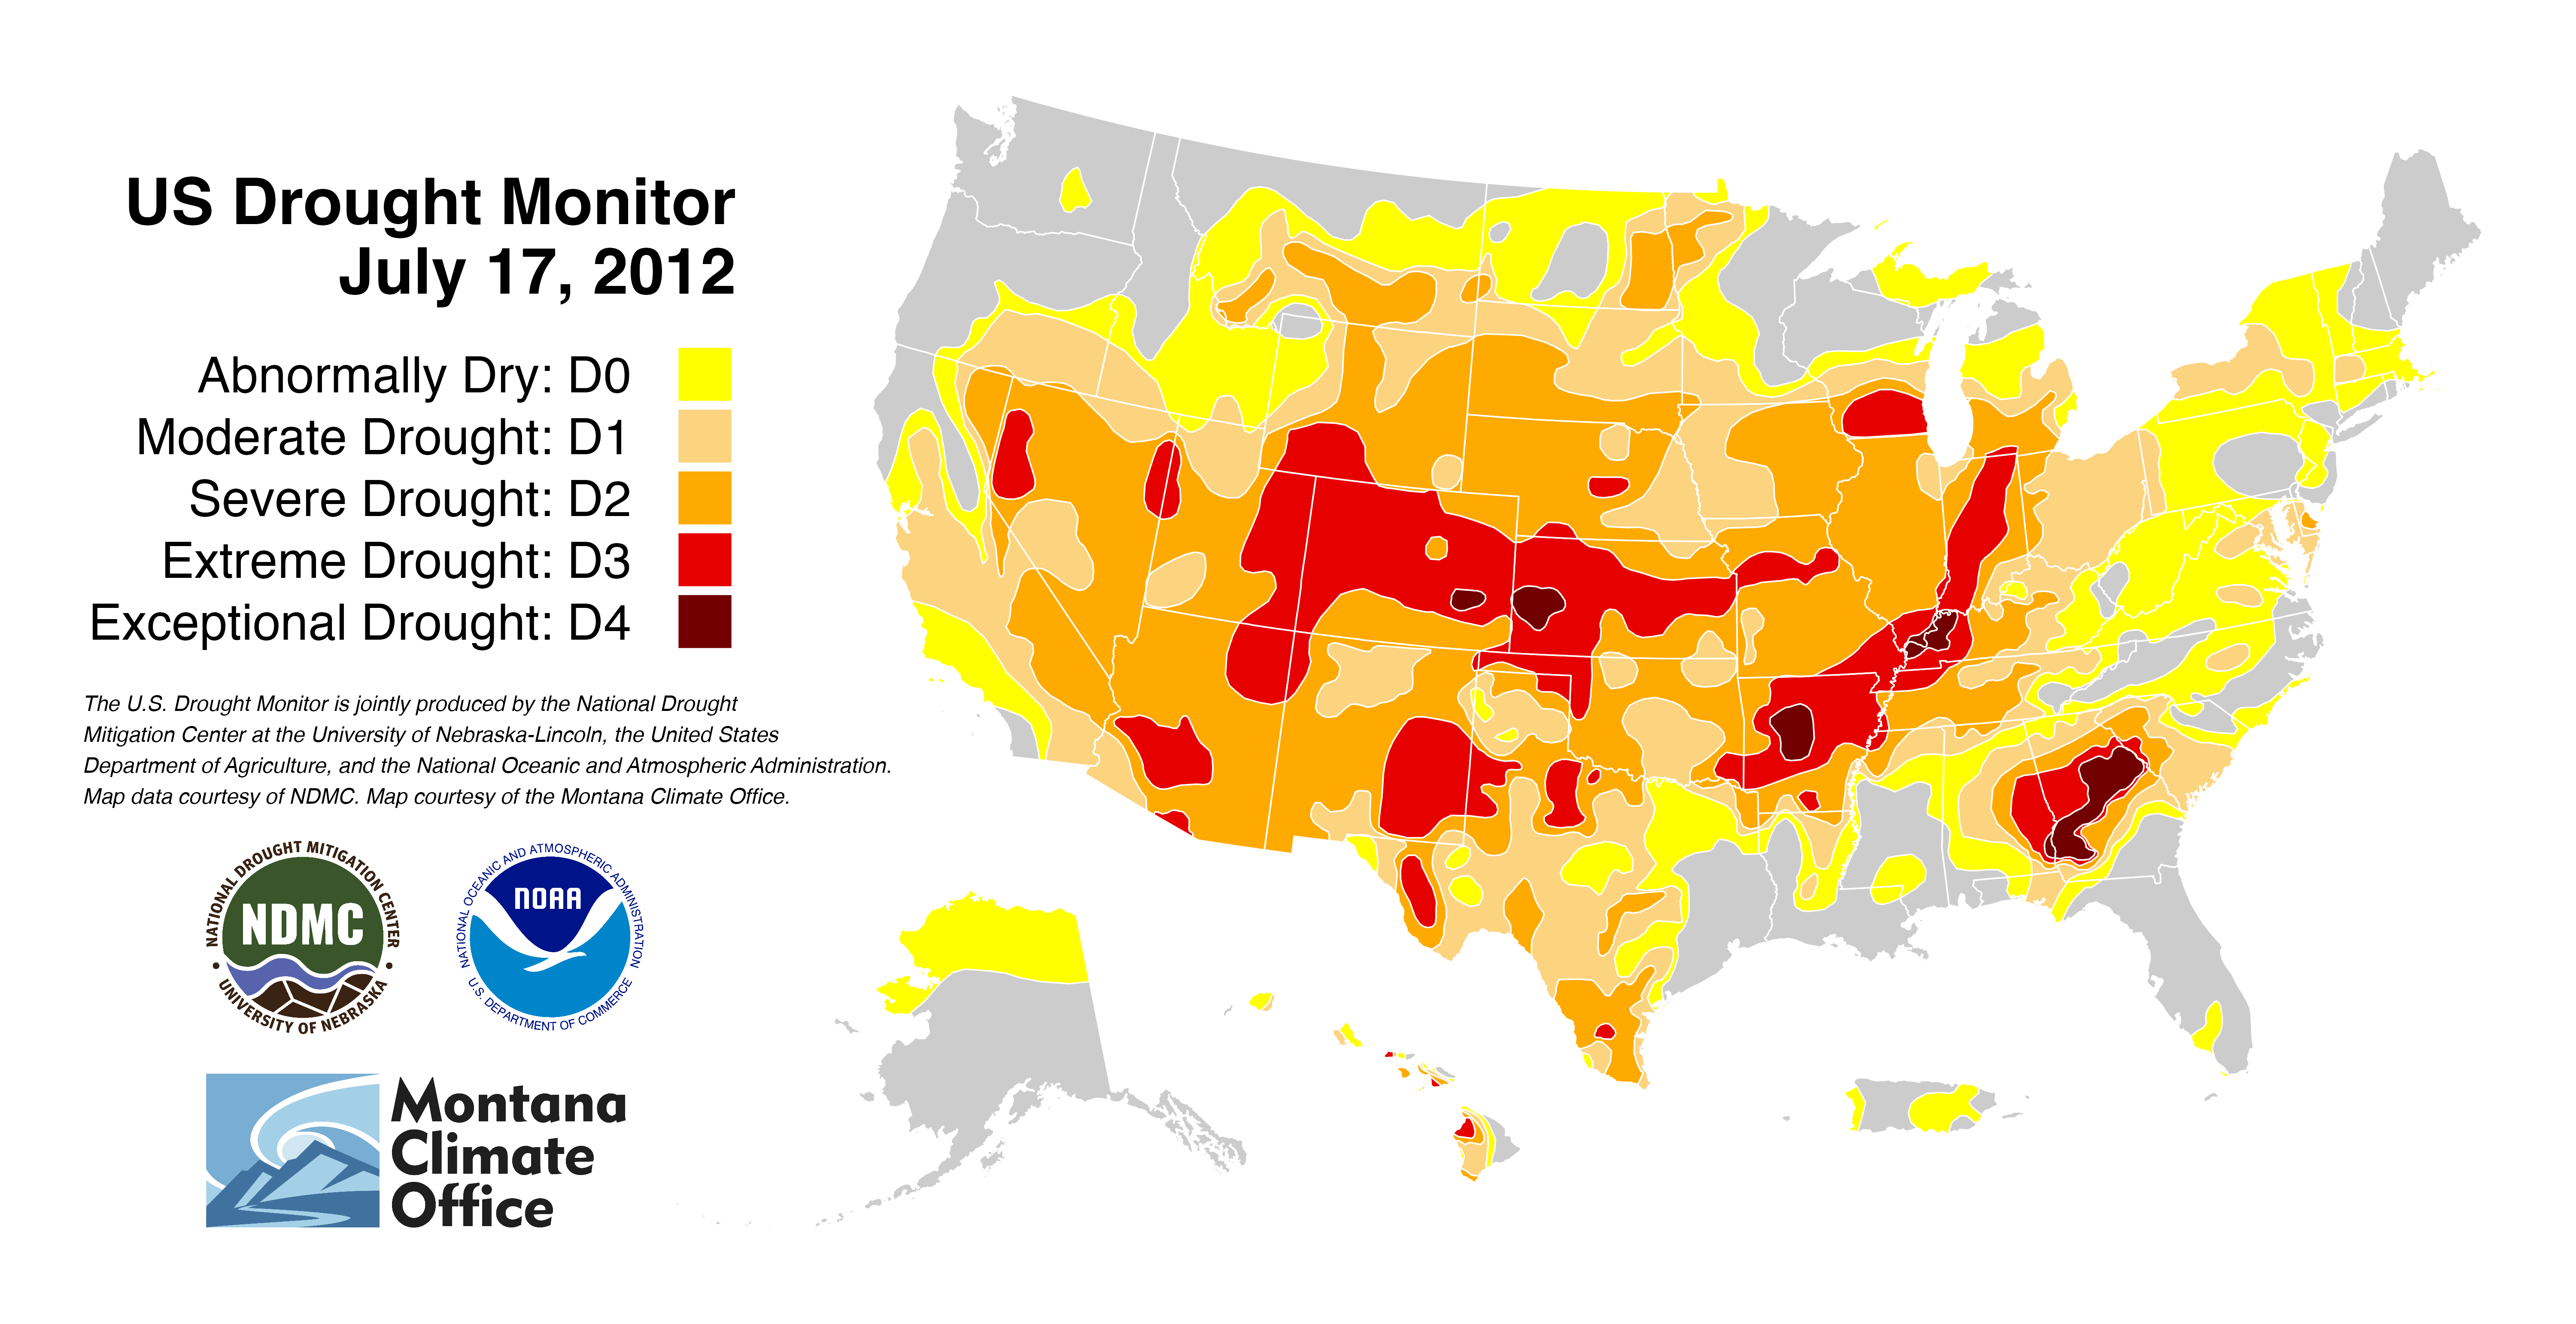 US Drought Monitor
July 17, 2012
Abnormally Dry: D0
Moderate Drought: D1
Severe Drought: D2
Extreme Drought: D3
Exceptional Drought: D4
The U.S. Drought Monitor is jointly produced by the National Drought
Mitigation Center at the University of Nebraska-Lincoln, the United States
Department of Agriculture, and the National Oceanic and Atmospheric Administration.
Map data courtesy of NDMC. Map courtesy of the Montana Climate Office.
NATIONAL DROUGHT MITIGATION CENTER
NDMC
• UNIVERSITY OF NEBRASKA •
NATIONAL OCEANIC AND ATMOSPHERIC ADMINISTRATION
NOAA
U.S. DEPARTMENT OF COMMERCE
Montana
Climate
Office